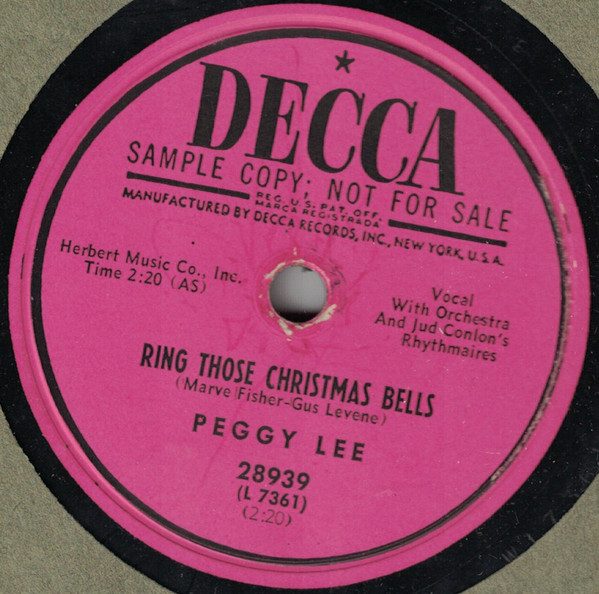 DECCA
SAMPLE COPY; NOT FOR SALE
REG. U.S. PAT. OFF.
MARCA REGISTRADA
MANUFACTURED BY DECCA RECORDS, INC., NEW YORK, U.S.A.
Herbert Music Co., Inc.
Time 2:20 (AS)
Vocal
With Orchestra
And Jud Conlon's
Rhythmaires
RING THOSE CHRISTMAS BELLS
(Marve Fisher-Gus Levene)
PEGGY LEE
28939
(L 7361)
(2:20)